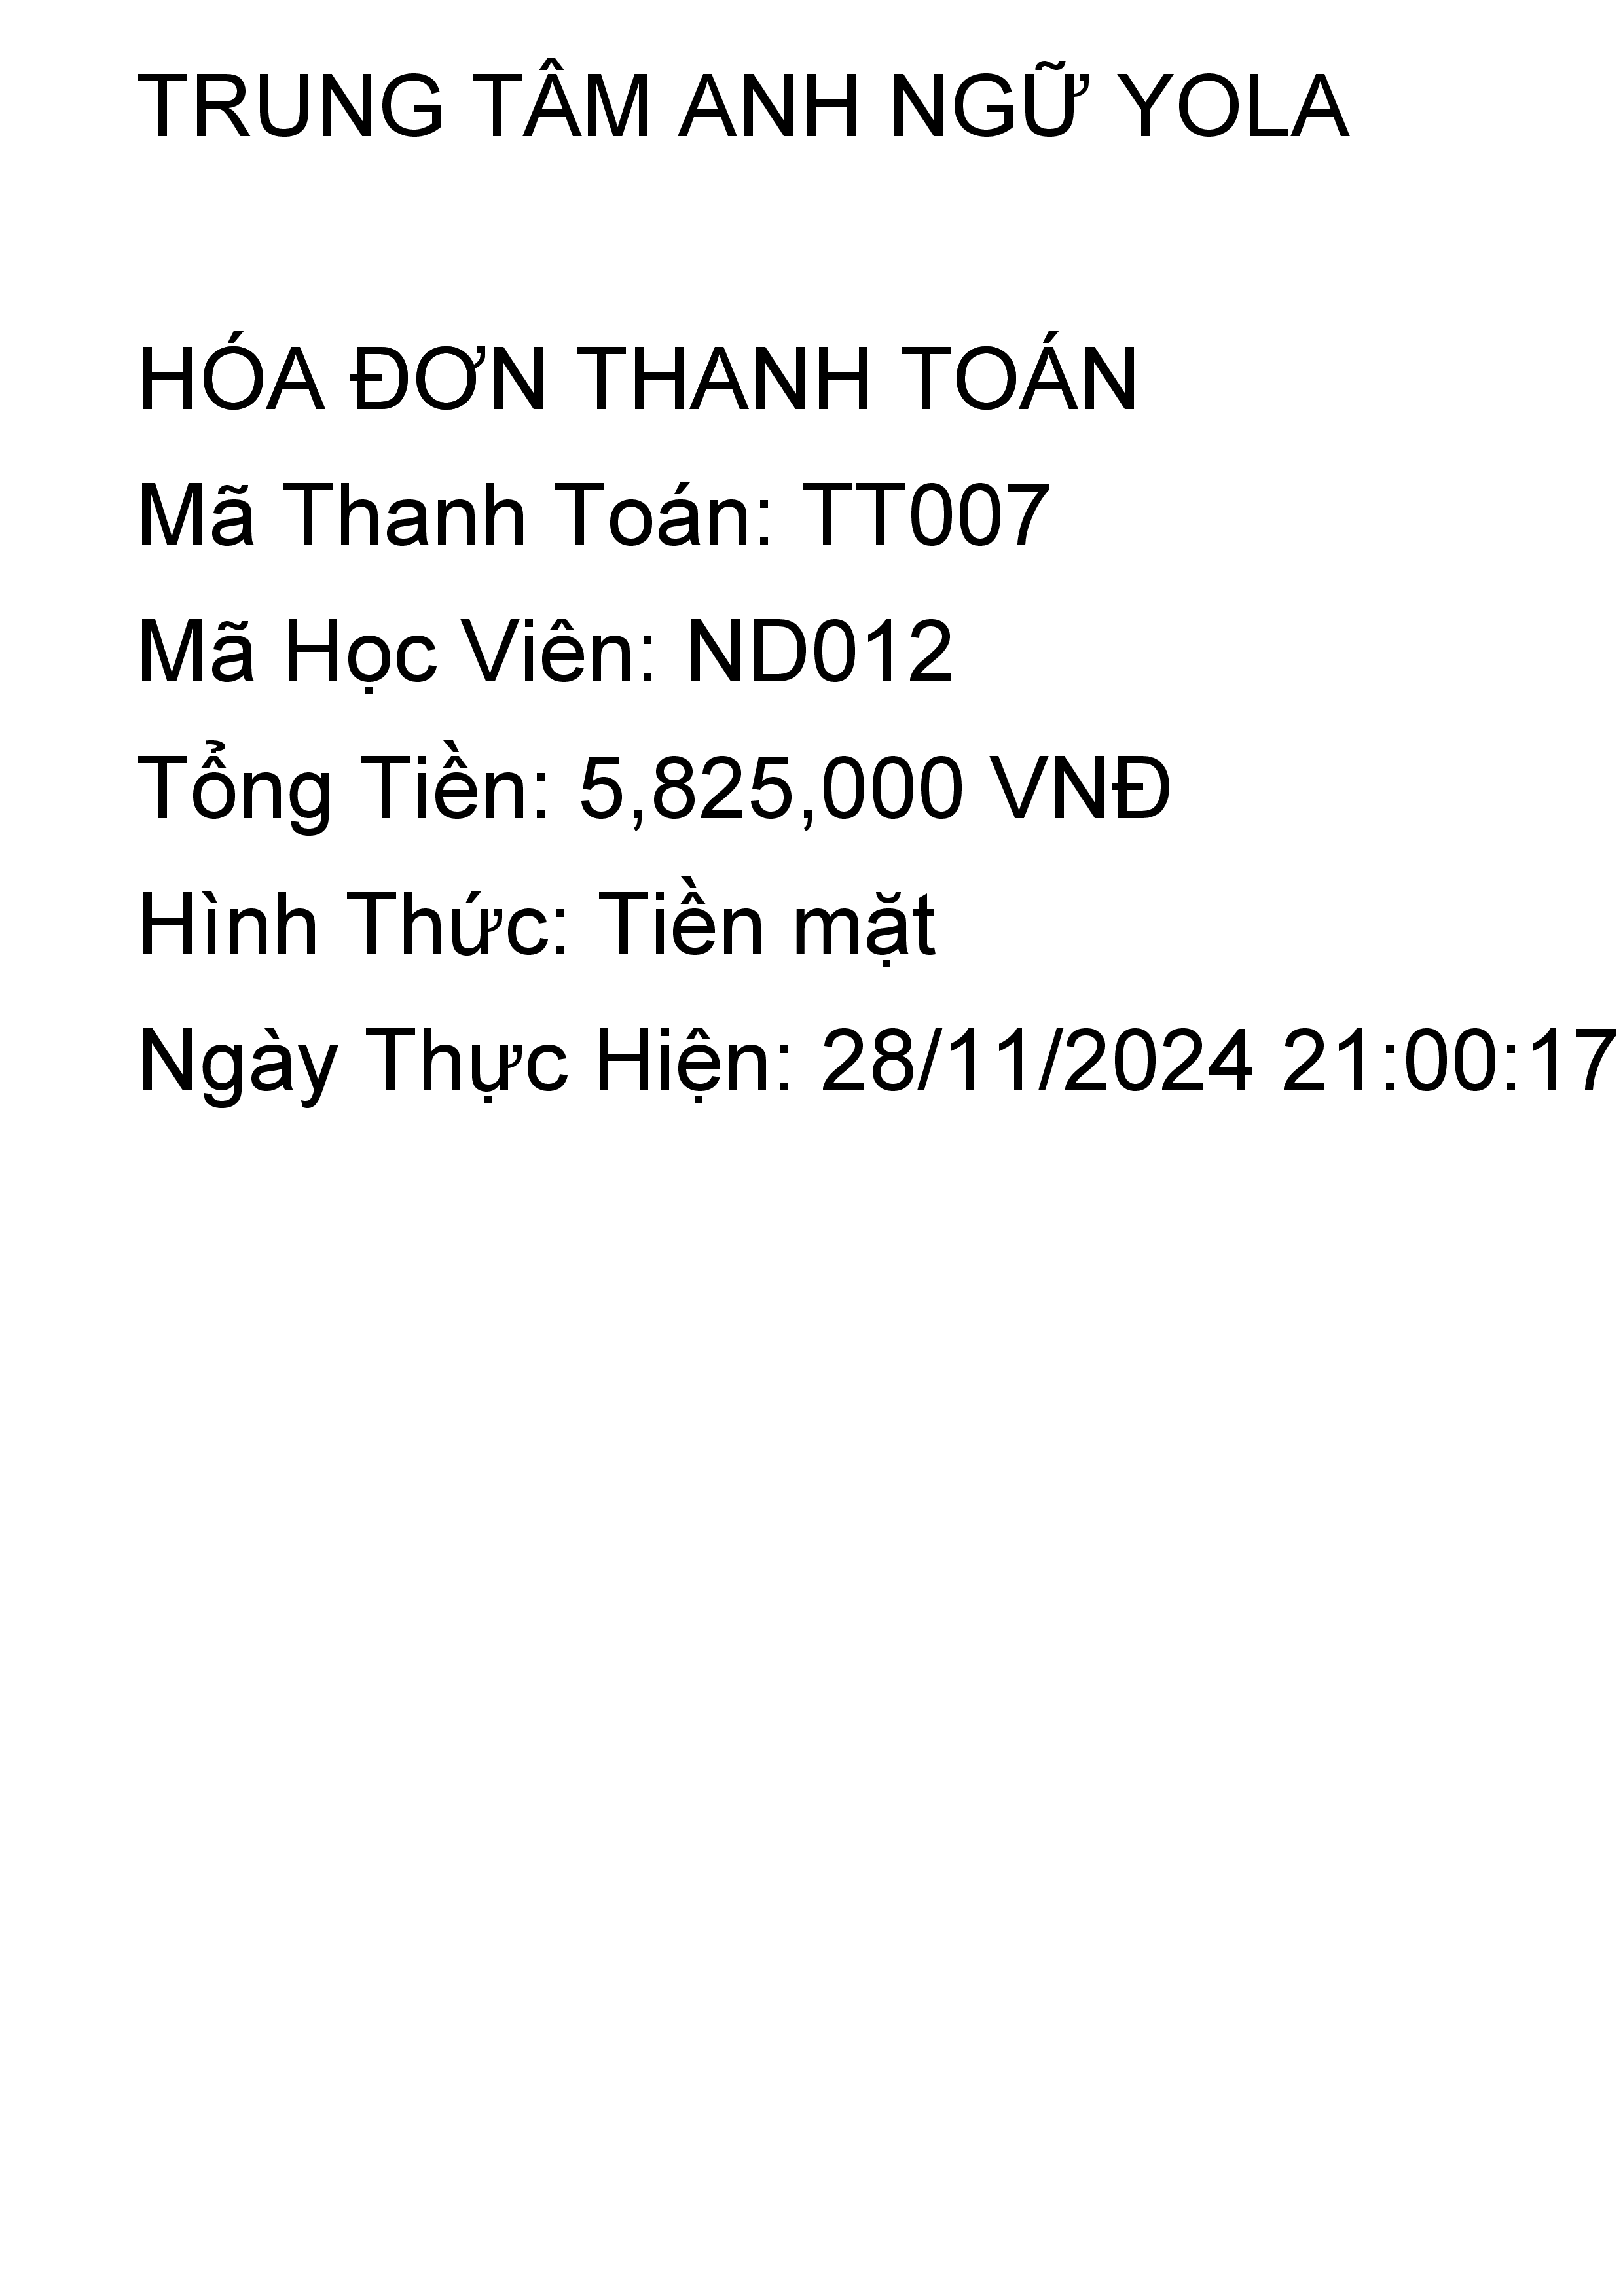 TRUNG TÂM ANH NGỮ YOLA
HÓA ĐƠN THANH TOÁN
Mã Thanh Toán: TT007
Mã Học Viên: ND012
Tổng Tiền: 5,825,000 VNĐ
Hình Thức: Tiền mặt
Ngày Thực Hiện: 28/11/2024 21:00:17